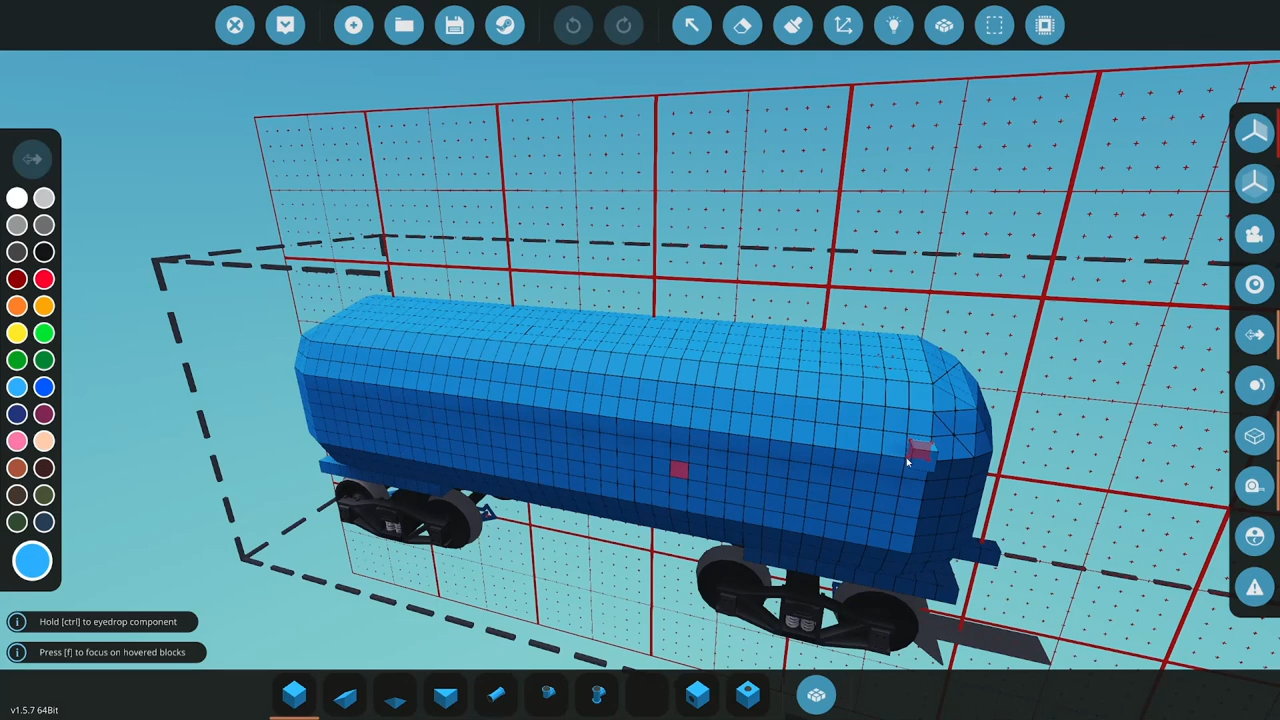 Hold [ctrl] to eyedrop component
Press [f] to focus on hovered blocks
v1.5.7 64Bit